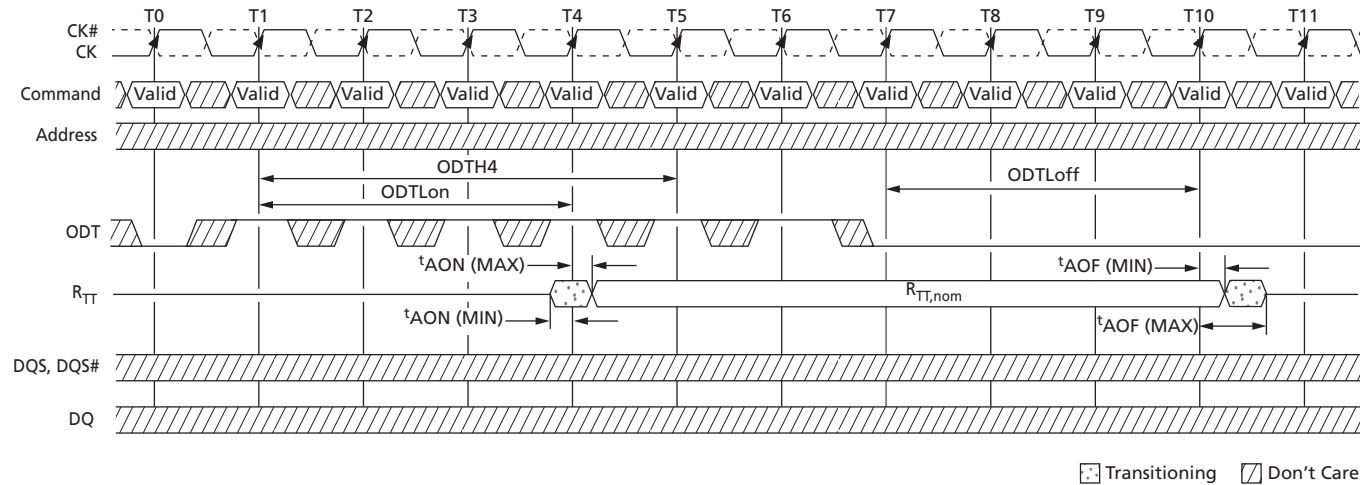 T0 T1 T2 T3 T4 T5 T6 T7 T8 T9 T10 T11
CK#
CK
Command Valid Valid Valid Valid Valid Valid Valid Valid Valid Valid Valid Valid
Address
ODTH4
ODTLon ODTLoff
ODT
tAON (MAX) tAOF (MIN)
RTT RTT,nom
tAON (MIN) tAOF (MAX)
DQS, DQS#
DQ
Transitioning Don't Care